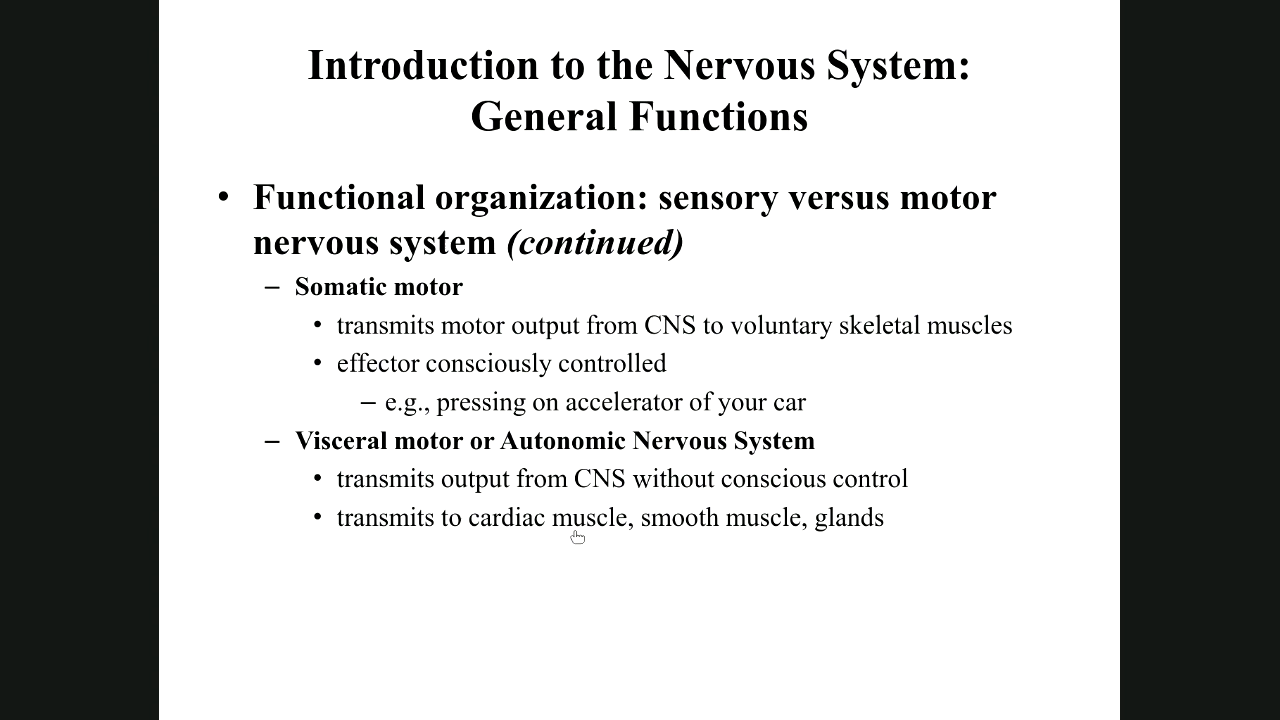 Introduction to the Nervous System:
General Functions
• Functional organization: sensory versus motor
nervous system (continued)
– Somatic motor
• transmits motor output from CNS to voluntary skeletal muscles
• effector consciously controlled
– e.g., pressing on accelerator of your car
– Visceral motor or Autonomic Nervous System
• transmits output from CNS without conscious control
• transmits to cardiac muscle, smooth muscle, glands